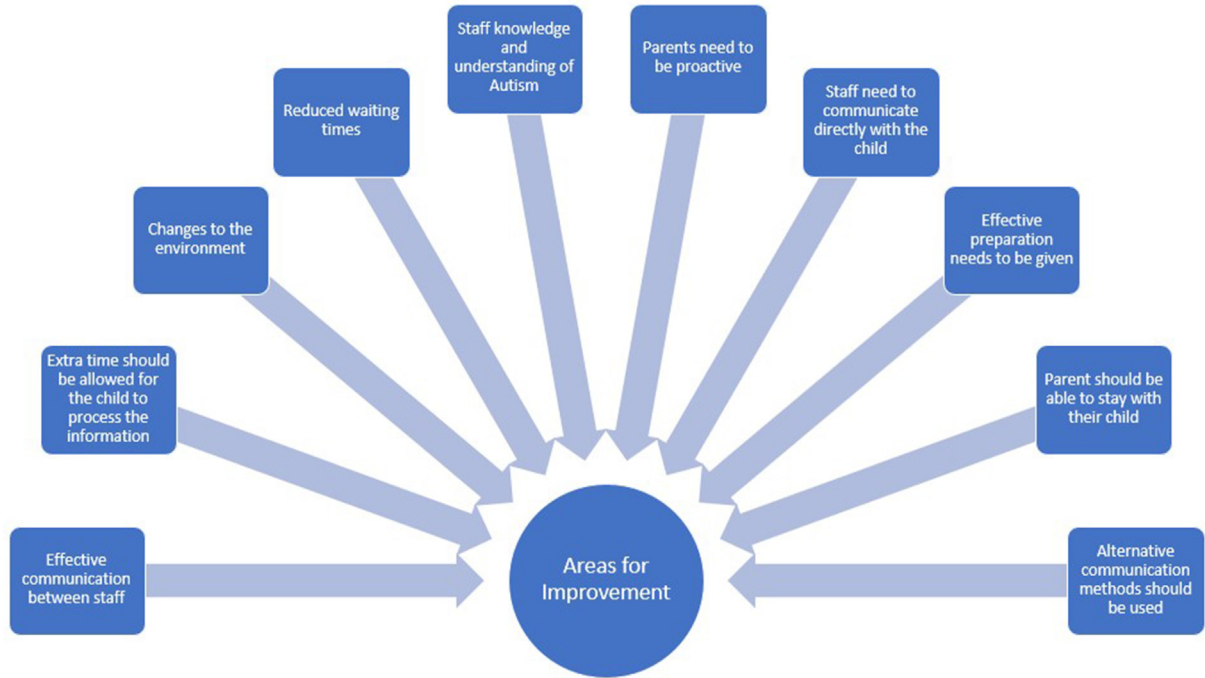 Staff knowledge
and
understanding of
Autism
Parents need to
be proactive
Reduced waiting
times
Staff need to
communicate
directly with the
child
Changes to the
environment
Effective
preparation
needs to be given
Extra time should
be allowed for
the child to
process the
information
Parent should be
able to stay with
their child
Effective
communication
between staff
Areas for
Improvement
Alternative
communication
methods should
be used